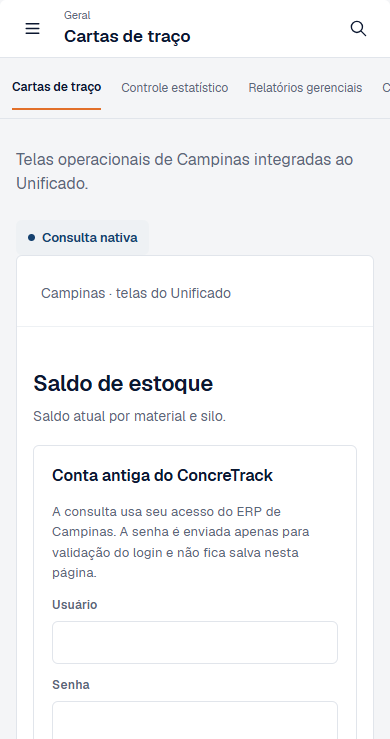 Geral
Cartas de traço
Cartas de traço Controle estatístico Relatórios gerenciais C
Telas operacionais de Campinas integradas ao
Unificado.
Consulta nativa
Campinas · telas do Unificado
Saldo de estoque
Saldo atual por material e silo.
Conta antiga do ConcreTrack
A consulta usa seu acesso do ERP de
Campinas. A senha é enviada apenas para
validação do login e não fica salva nesta
página.
Usuário
Senha